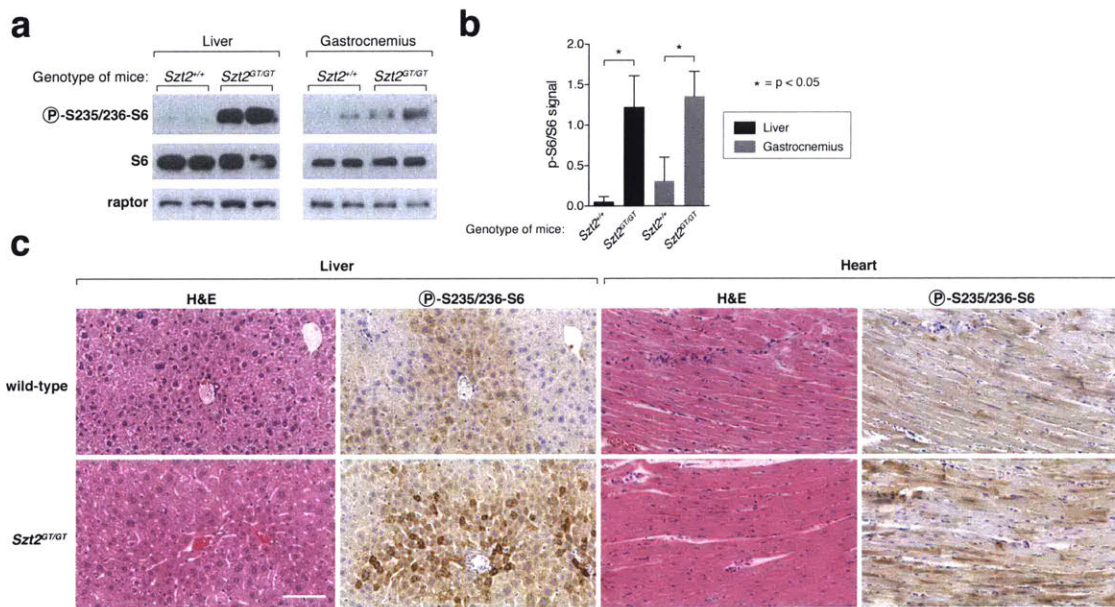 a
Liver
Gastrocnemius
Genotype of mice:
Szt2+/+
Szt2GT/GT
Szt2+/+
Szt2GT/GT
Ⓟ-S235/236-S6
S6
raptor
b
2.0
1.5
1.0
0.5
0.0
p-S6/S6 signal
*
*
* = p < 0.05
Liver
Gastrocnemius
Genotype of mice:
Szt2+/+
Szt2GT/GT
Szt2+/+
Szt2GT/GT
c
Liver
Heart
H&E
Ⓟ-S235/236-S6
H&E
Ⓟ-S235/236-S6
wild-type
Szt2GT/GT